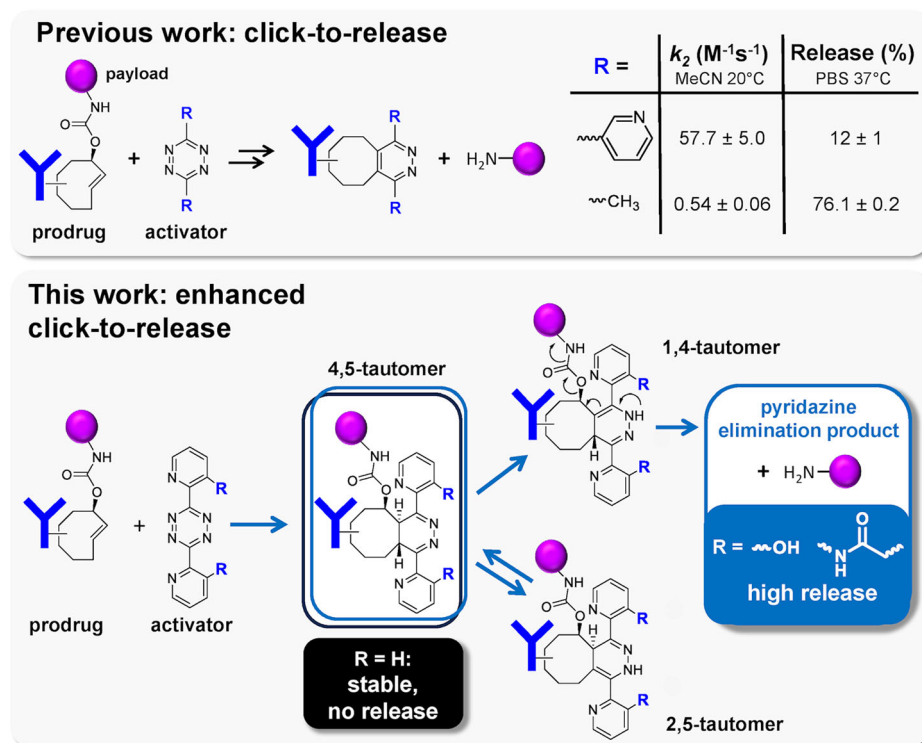 Previous work: click-to-release
payload
NH
O
O
R
N N
N N
R
+
prodrug
activator
R
N
N
R
+
H₂N
R =
k₂ (M⁻¹s⁻¹)
MeCN 20°C
Release (%)
PBS 37°C
N
57.7 ± 5.0
12 ± 1
CH₃
0.54 ± 0.06
76.1 ± 0.2
This work: enhanced
click-to-release
NH
O
O
+
N
R
N N
N N
N
R
prodrug
activator
4,5-tautomer
NH
O
O
N
R
H
N
N
H
N
R
R = H:
stable,
no release
1,4-tautomer
NH
O
O
N
R
NH
N
H
N
R
2,5-tautomer
NH
O
O
N
R
H
N
NH
N
R
pyridazine
elimination product
+ H₂N
R = OH
O
N
H
high release